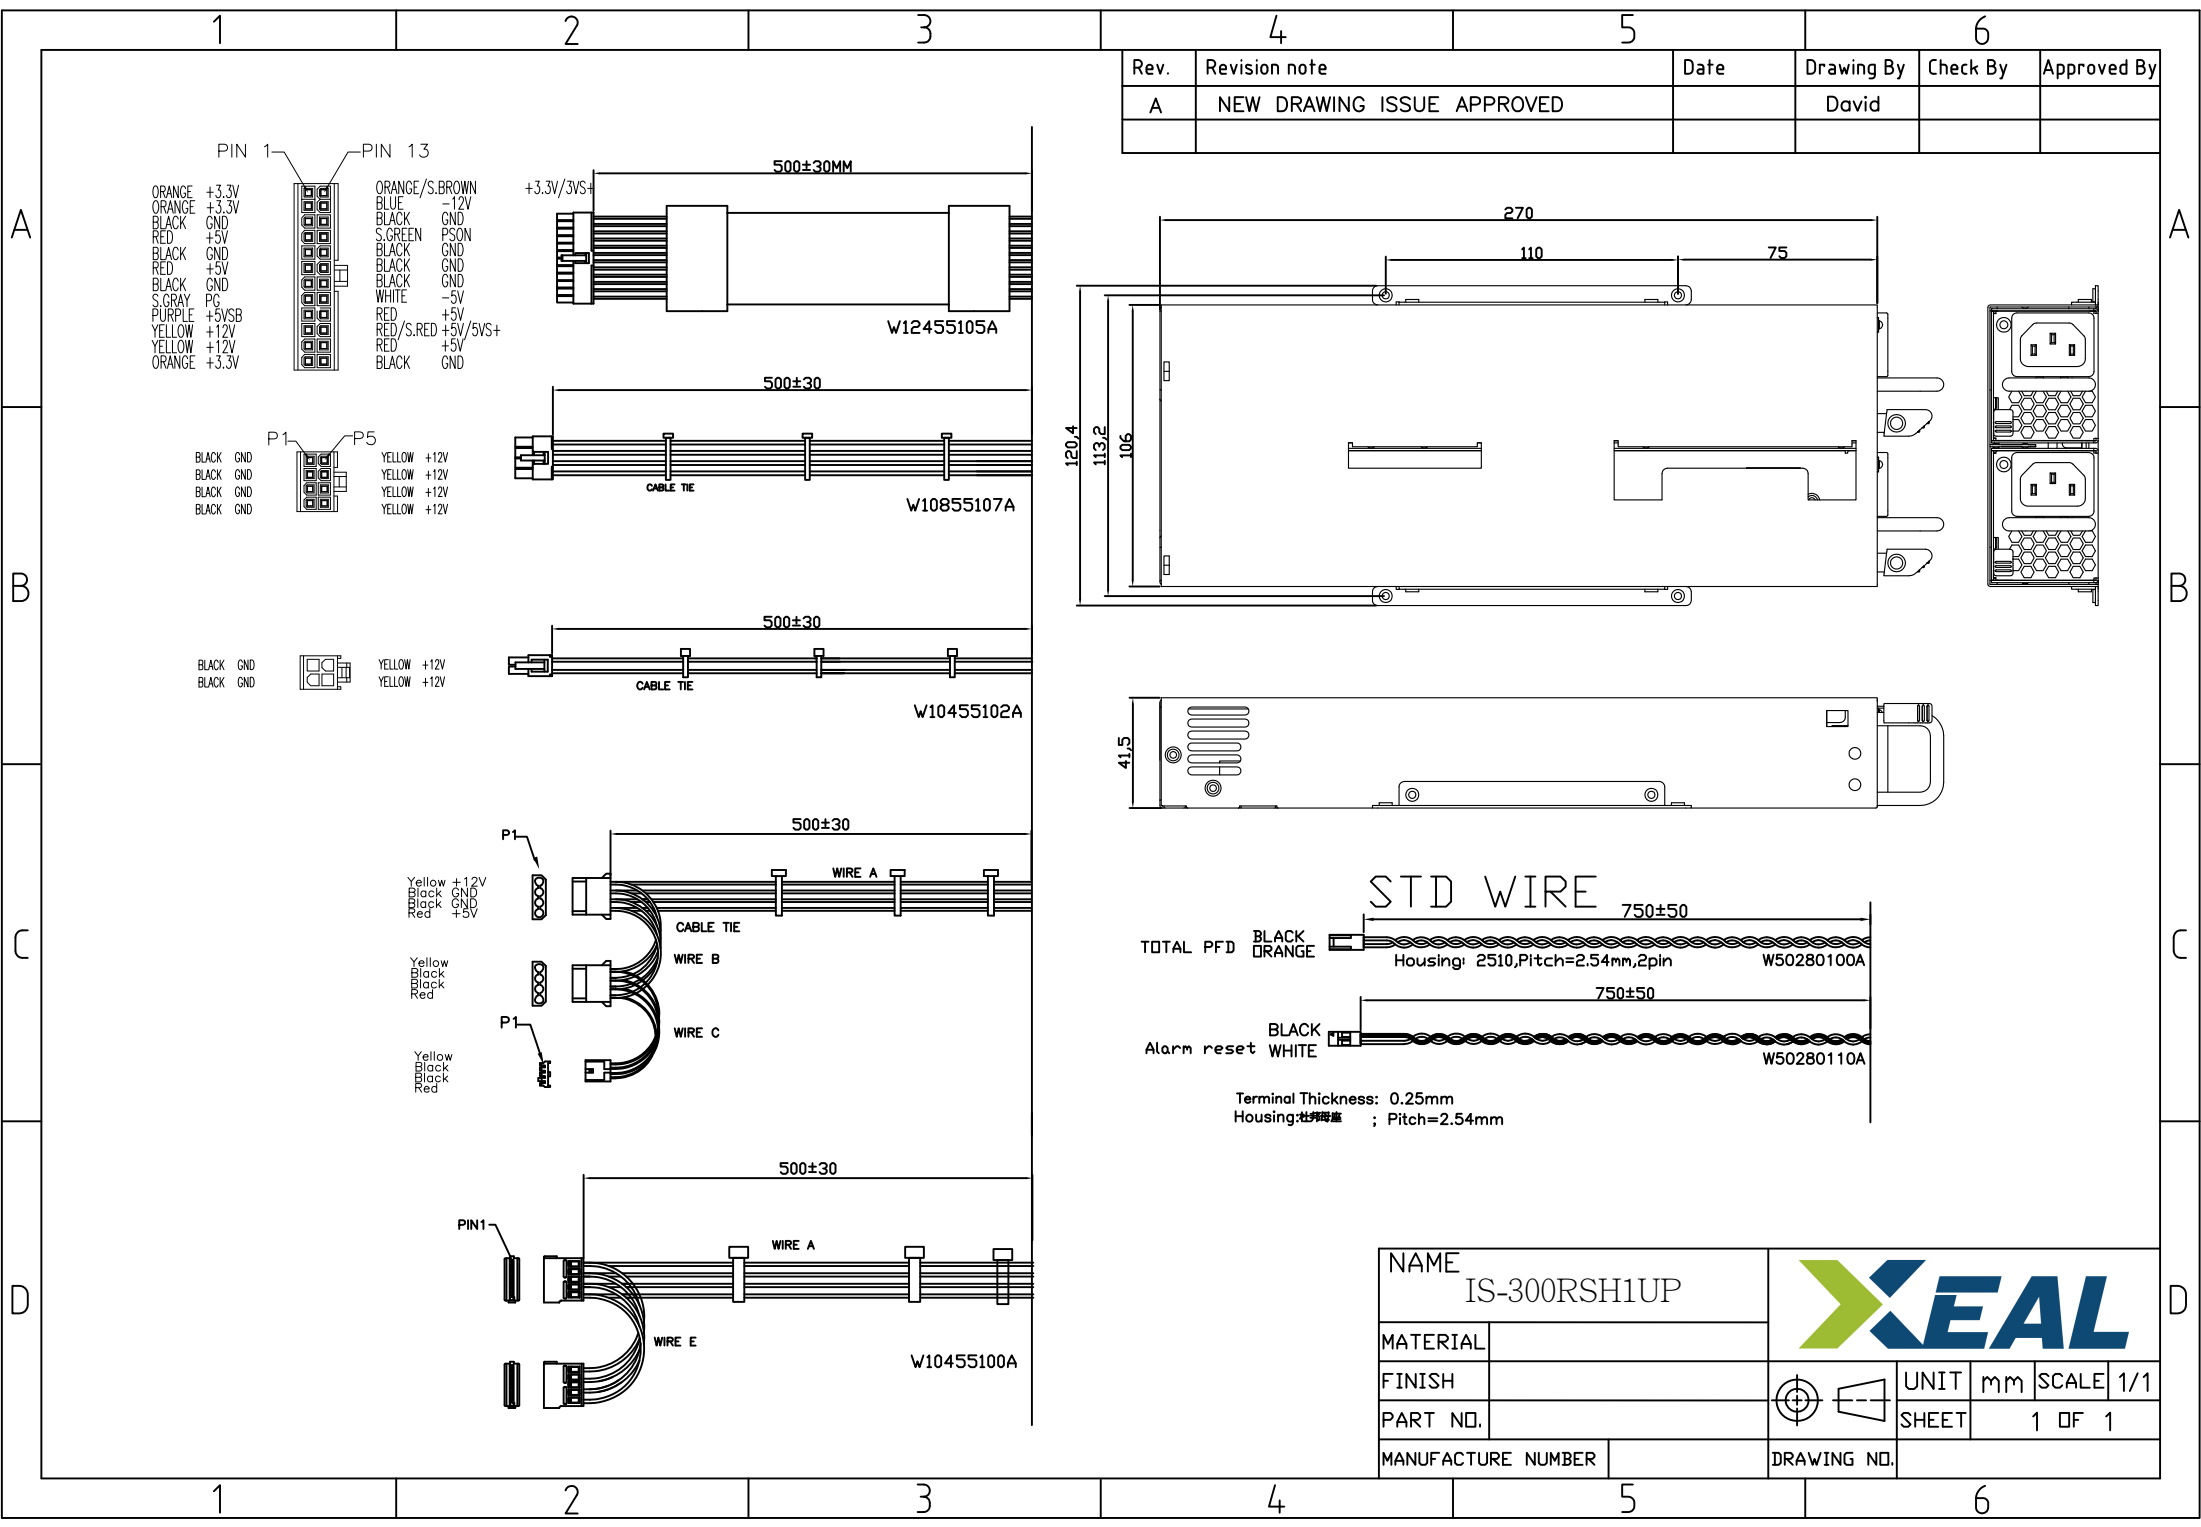 1 2 3 4 5 6
Rev. Revision note Date Drawing By Check By Approved By
A NEW DRAWING ISSUE APPROVED David
A A
PIN 1 PIN 13
ORANGE +3.3V ORANGE/S.BROWN +3.3V/3VS+
ORANGE +3.3V BLUE -12V
BLACK GND BLACK GND
RED +5V S.GREEN PSON
BLACK GND BLACK GND
RED +5V BLACK GND
BLACK GND BLACK GND
S.GRAY PG WHITE -5V
PURPLE +5VSB RED +5V
YELLOW +12V RED/S.RED +5V/5VS+
YELLOW +12V RED +5V
ORANGE +3.3V BLACK GND
500±30MM
W12455105A
P1 P5
BLACK GND YELLOW +12V
BLACK GND YELLOW +12V
BLACK GND YELLOW +12V
BLACK GND YELLOW +12V
500±30
CABLE TIE
W10855107A
B B
BLACK GND YELLOW +12V
BLACK GND YELLOW +12V
500±30
CABLE TIE
W10455102A
270
110 75
120,4
113,2
106
41,5
C C
P1
500±30
WIRE A
Yellow +12V
Black GND
Black GND
Red +5V
CABLE TIE
WIRE B
Yellow
Black
Black
Red
P1
WIRE C
Yellow
Black
Black
Red
STD WIRE
750±50
TOTAL PFD BLACK
ORANGE
Housing: 2510,Pitch=2.54mm,2pin W50280100A
750±50
Alarm reset BLACK
WHITE
W50280110A
Terminal Thickness: 0.25mm
Housing:杜邦母座 ; Pitch=2.54mm
D D
500±30
PIN1
WIRE A
WIRE E
W10455100A
NAME
IS-300RSH1UP
XEAL
MATERIAL
FINISH UNIT mm SCALE 1/1
PART NO. SHEET 1 OF 1
MANUFACTURE NUMBER DRAWING NO.
1 2 3 4 5 6